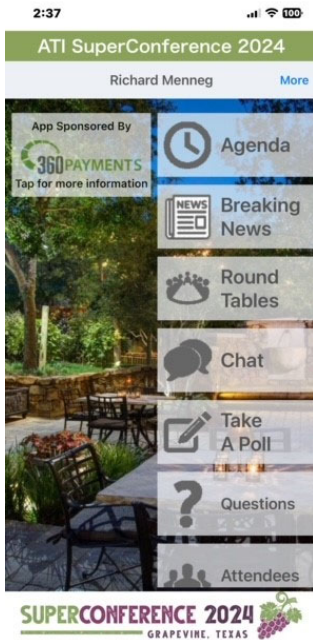 2:37
100
ATI SuperConference 2024
Richard Menneg
More
App Sponsored By
360PAYMENTS
Tap for more information
Agenda
NEWS
Breaking
News
Round
Tables
Chat
Take
A Poll
Questions
Attendees
SUPERCONFERENCE 2024
GRAPEVINE, TEXAS